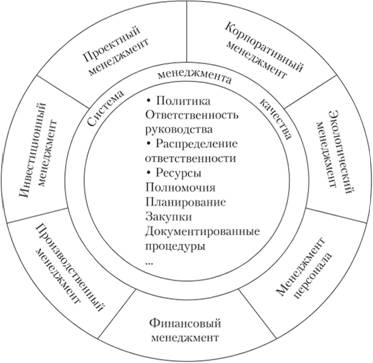 Проектный
менеджмент
Корпоративный
менеджмент
Экологический
менеджмент
Менеджмент
персонала
Финансовый
менеджмент
Производственный
менеджмент
Инвестиционный
менеджмент
Система менеджмента качества
• Политика
Ответственность
руководства
• Распределение
ответственности
• Ресурсы
Полномочия
Планирование
Закупки
Документированные
процедуры
...